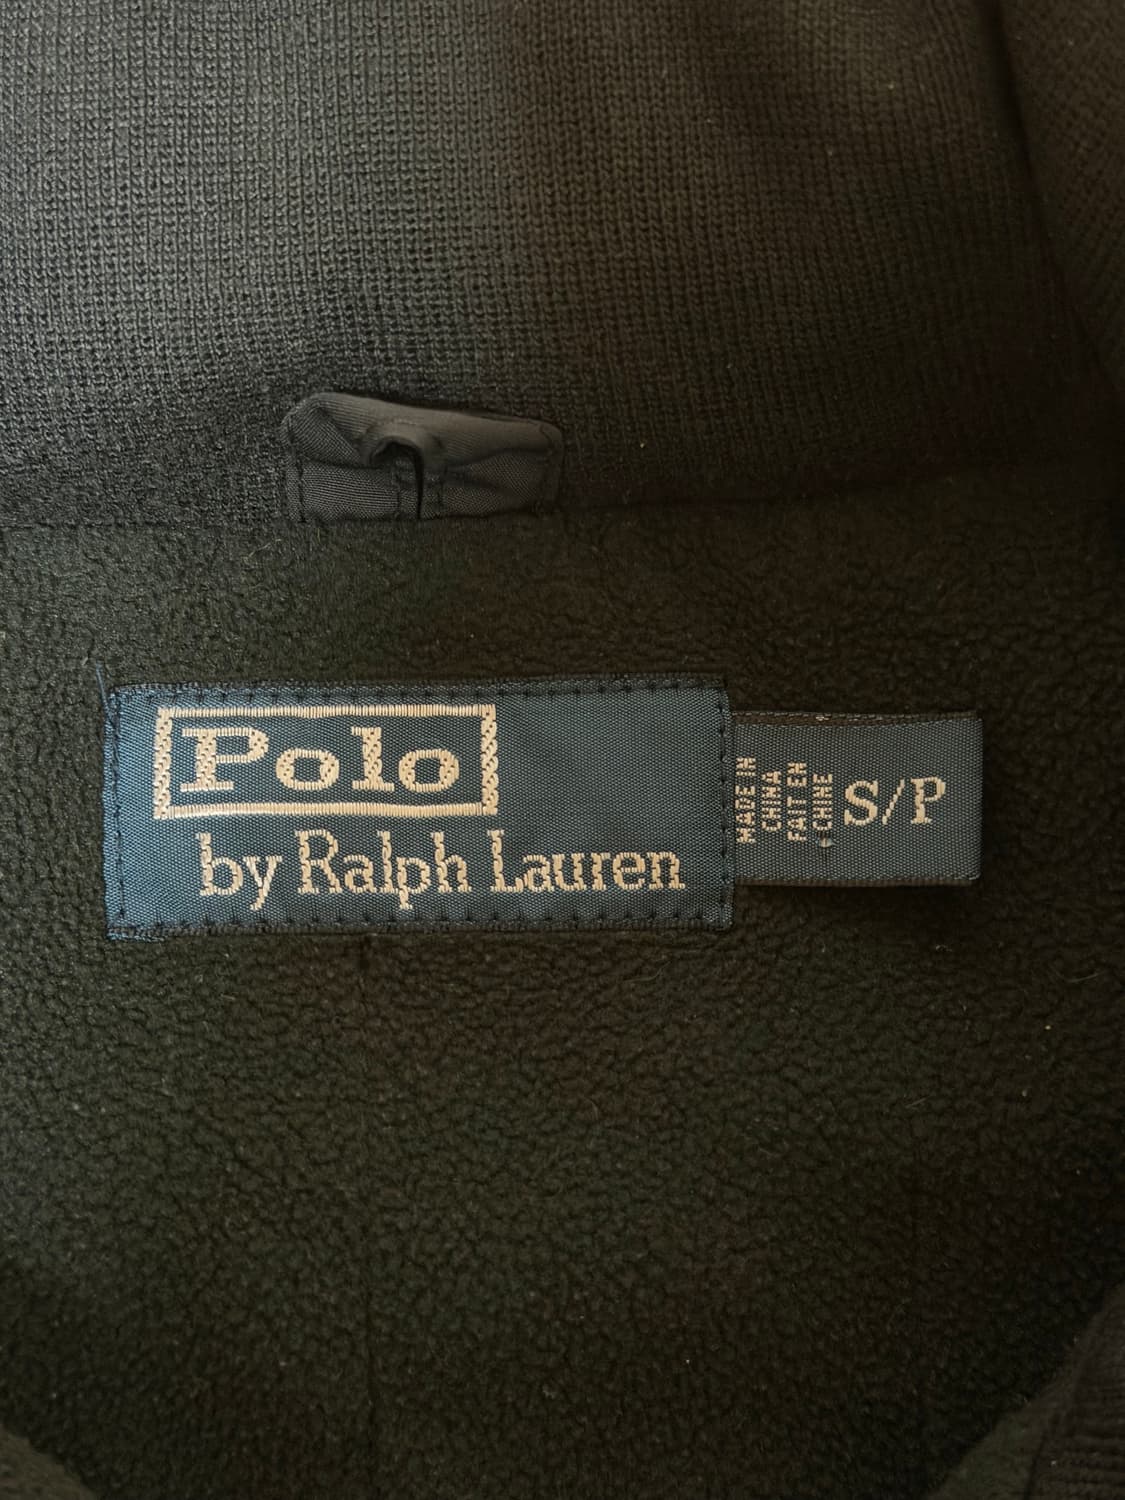 Polo
by Ralph Lauren
MADE IN
CHINA
FAIT EN
CHINE
S/P